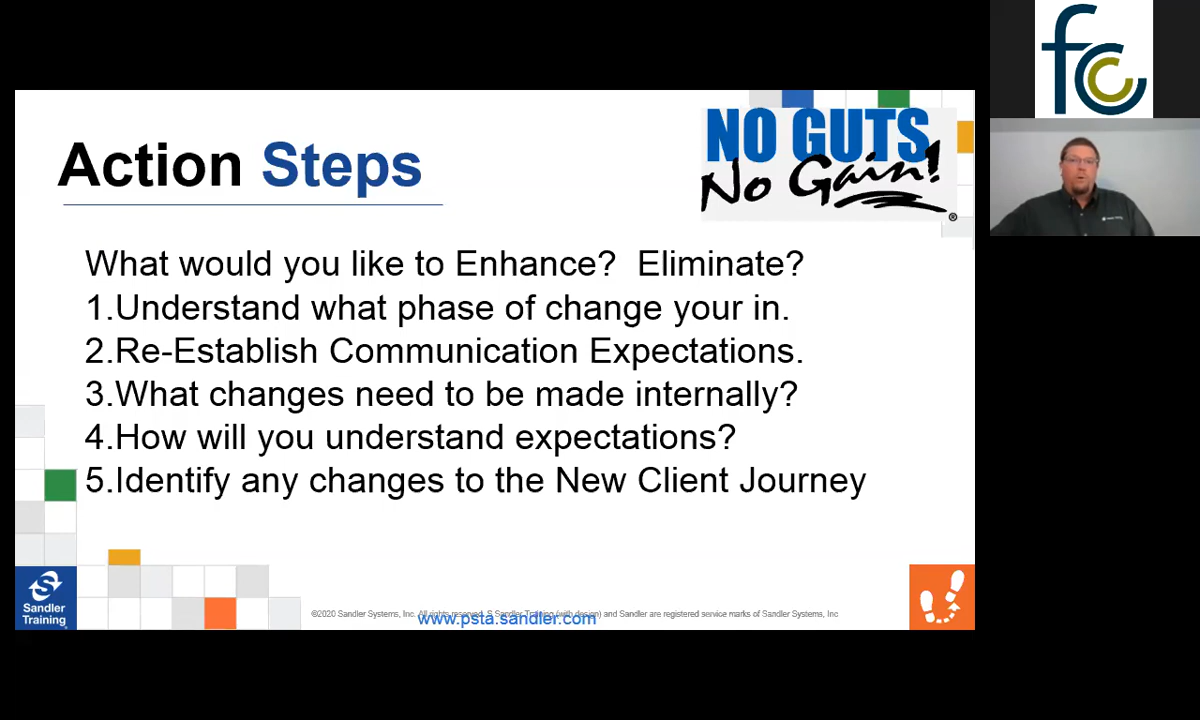 fcc
NO GUTS
No Gain!
®
Action Steps
What would you like to Enhance?  Eliminate?
1.Understand what phase of change your in.
2.Re-Establish Communication Expectations.
3.What changes need to be made internally?
4.How will you understand expectations?
5.Identify any changes to the New Client Journey
S
Sandler
Training
©2020 Sandler Systems, Inc. All rights reserved. S Sandler Training (with design) and Sandler are registered service marks of Sandler Systems, Inc
www.psta.sandler.com